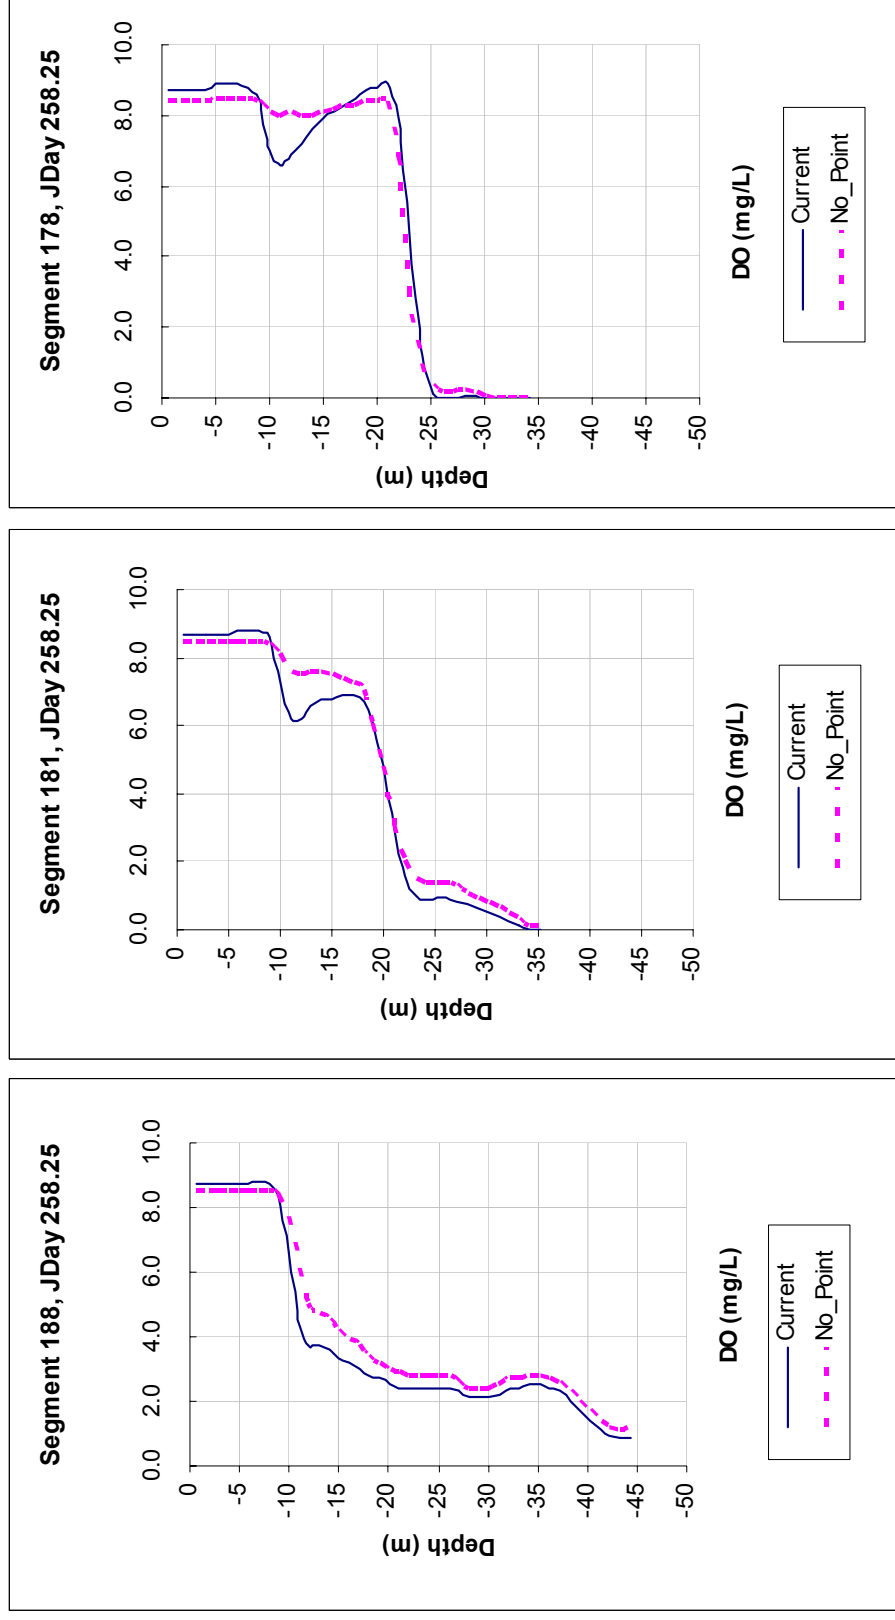 Segment 188, JDay 258.25
0.0 2.0 4.0 6.0 8.0 10.0
0
-5
-10
-15
-20
-25
-30
-35
-40
-45
-50
Depth (m)
DO (mg/L)
Current
No_Point
Segment 181, JDay 258.25
0.0 2.0 4.0 6.0 8.0 10.0
0
-5
-10
-15
-20
-25
-30
-35
-40
-45
-50
Depth (m)
DO (mg/L)
Current
No_Point
Segment 178, JDay 258.25
0.0 2.0 4.0 6.0 8.0 10.0
0
-5
-10
-15
-20
-25
-30
-35
-40
-45
-50
Depth (m)
DO (mg/L)
Current
No_Point